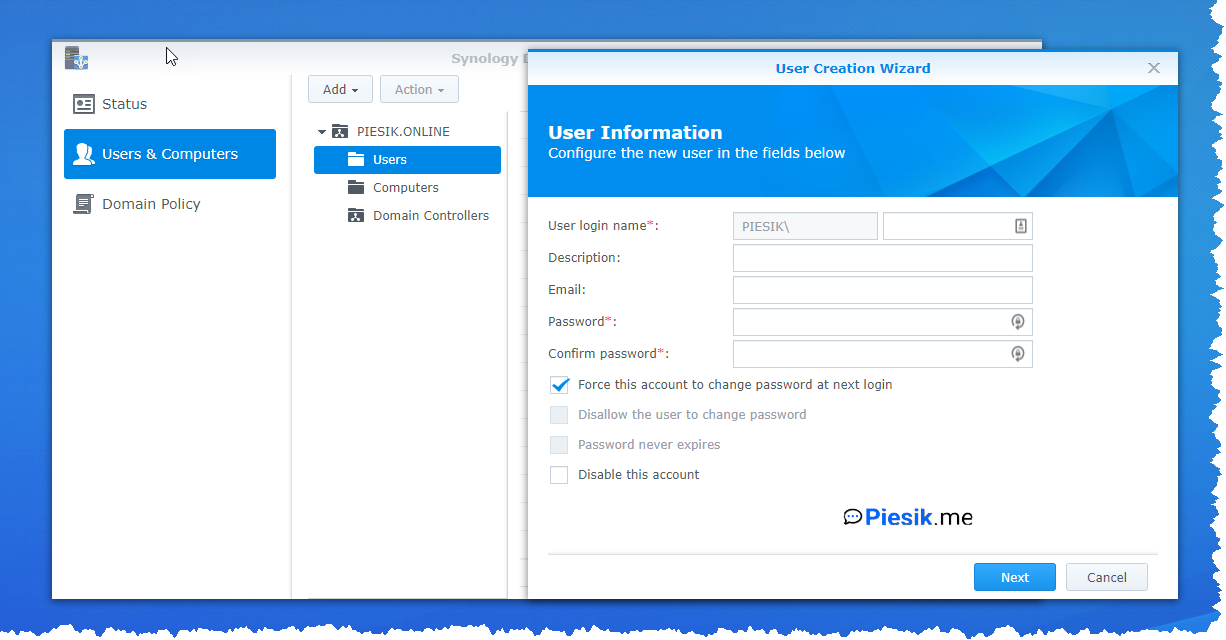 Synology
Status
Users & Computers
Domain Policy
Add
Action
PIESIK.ONLINE
Users
Computers
Domain Controllers
User Creation Wizard
User Information
Configure the new user in the fields below
User login name*:
PIESIK\
Description:
Email:
Password*:
Confirm password*:
Force this account to change password at next login
Disallow the user to change password
Password never expires
Disable this account
Piesik.me
Next
Cancel